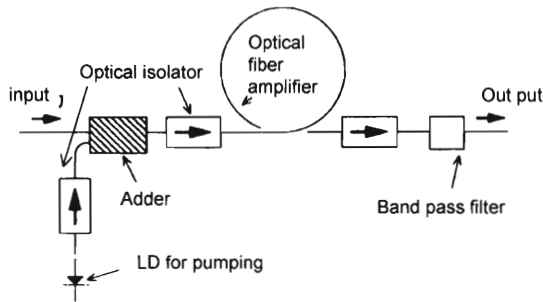 Optical
fiber
amplifier
Optical isolator
input ,
Out put
Adder
Band pass filter
LD for pumping